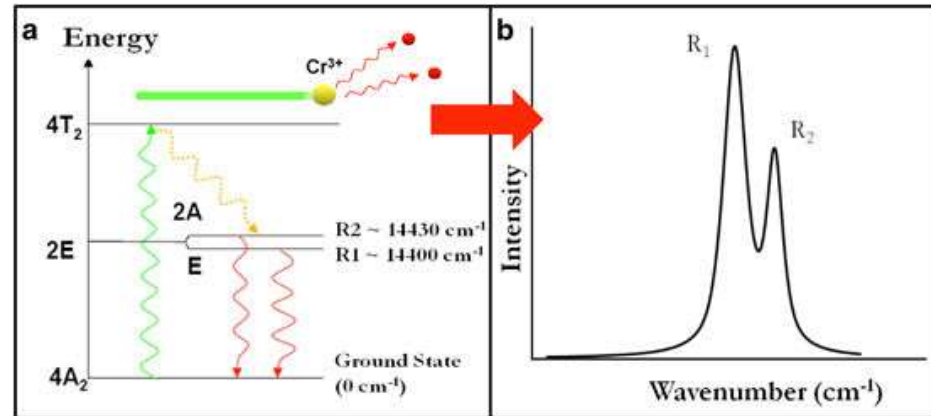 a
Energy
Cr³⁺
4T₂
2A
R2 ~ 14430 cm⁻¹
2E
R1 ~ 14400 cm⁻¹
E
Ground State
4A₂
(0 cm⁻¹)
b
R₁
R₂
Intensity
Wavenumber (cm⁻¹)